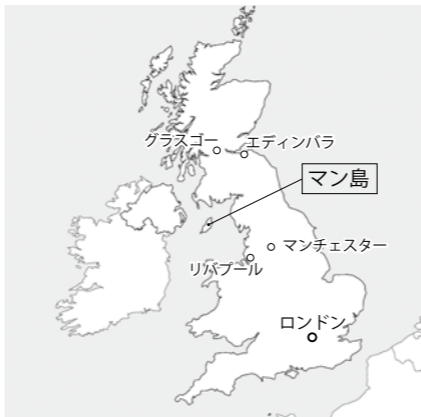 グラスゴー
エディンバラ
マン島
マンチェスター
リバプール
ロンドン